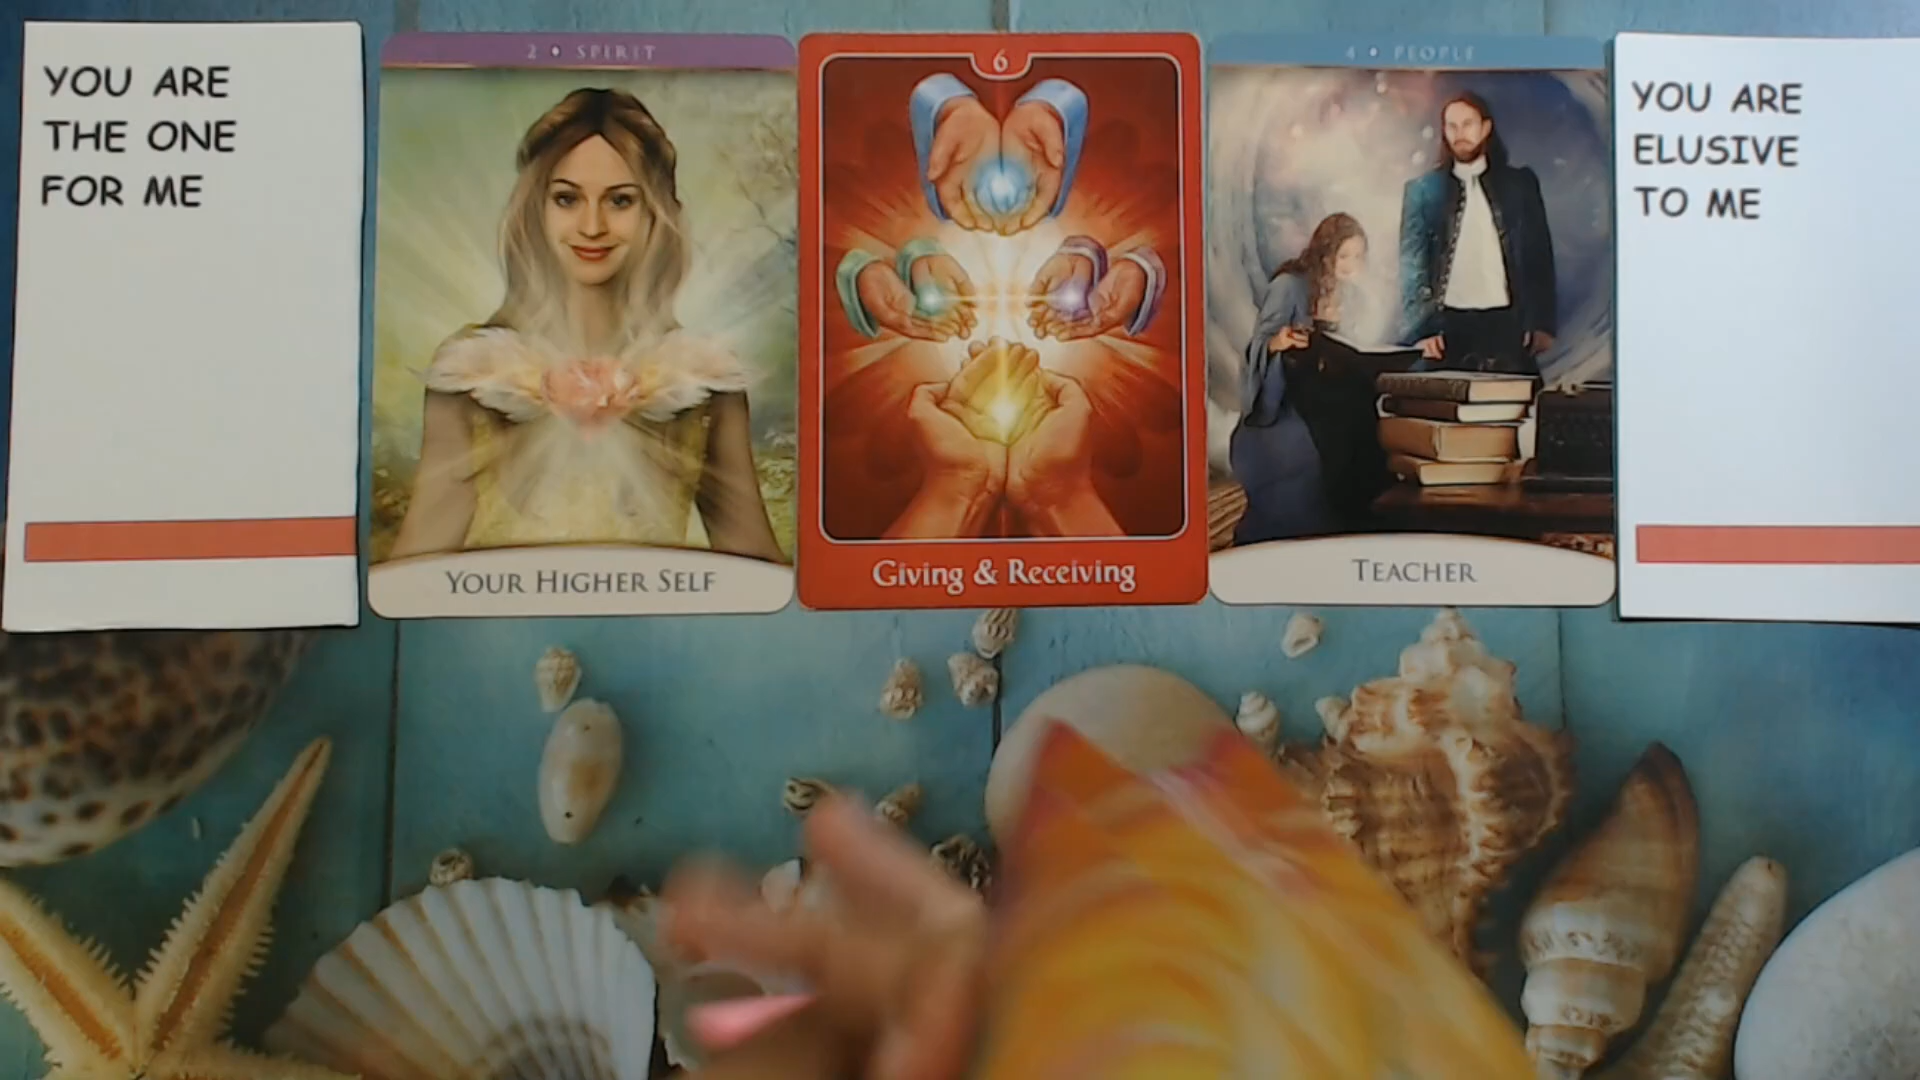 YOU ARE
THE ONE
FOR ME
2 • SPIRIT
YOUR HIGHER SELF
6
Giving & Receiving
4 • PEOPLE
TEACHER
YOU ARE
ELUSIVE
TO ME